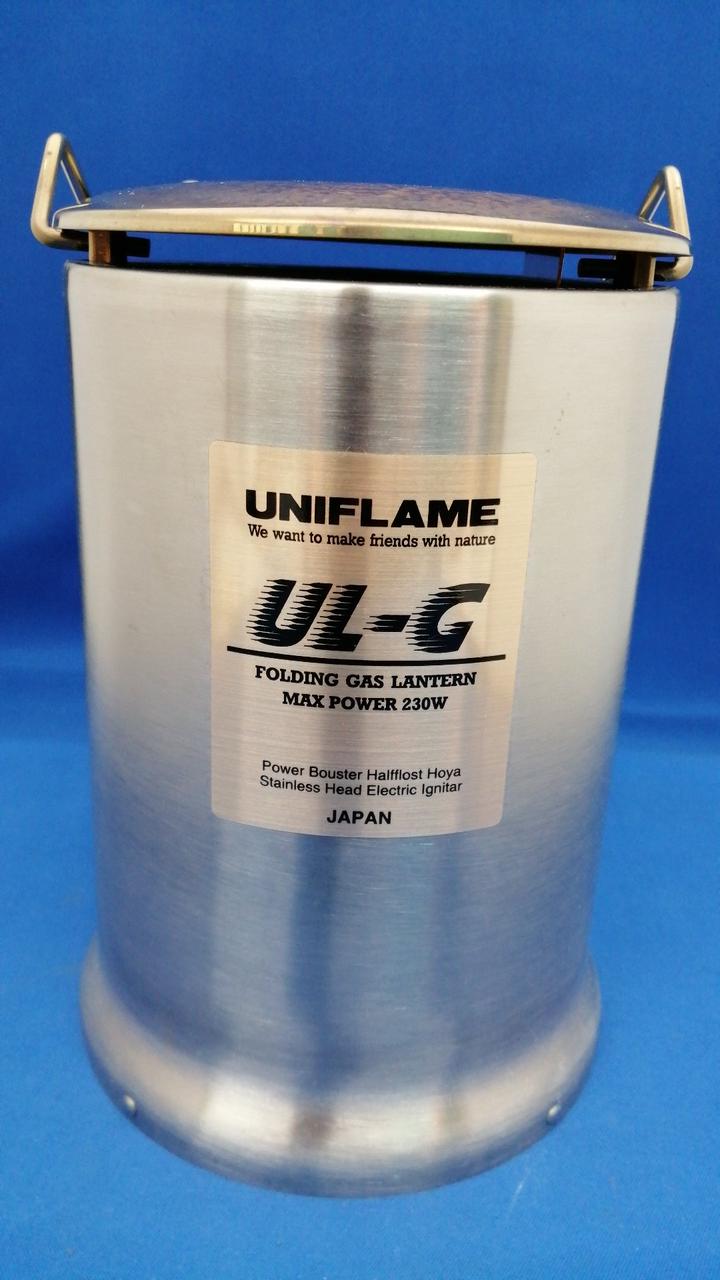 UNIFLAME
We want to make friends with nature
UL-G
FOLDING GAS LANTERN
MAX POWER 230W
Power Bouster Halfflost Hoya
Stainless Head Electric Ignitar
JAPAN